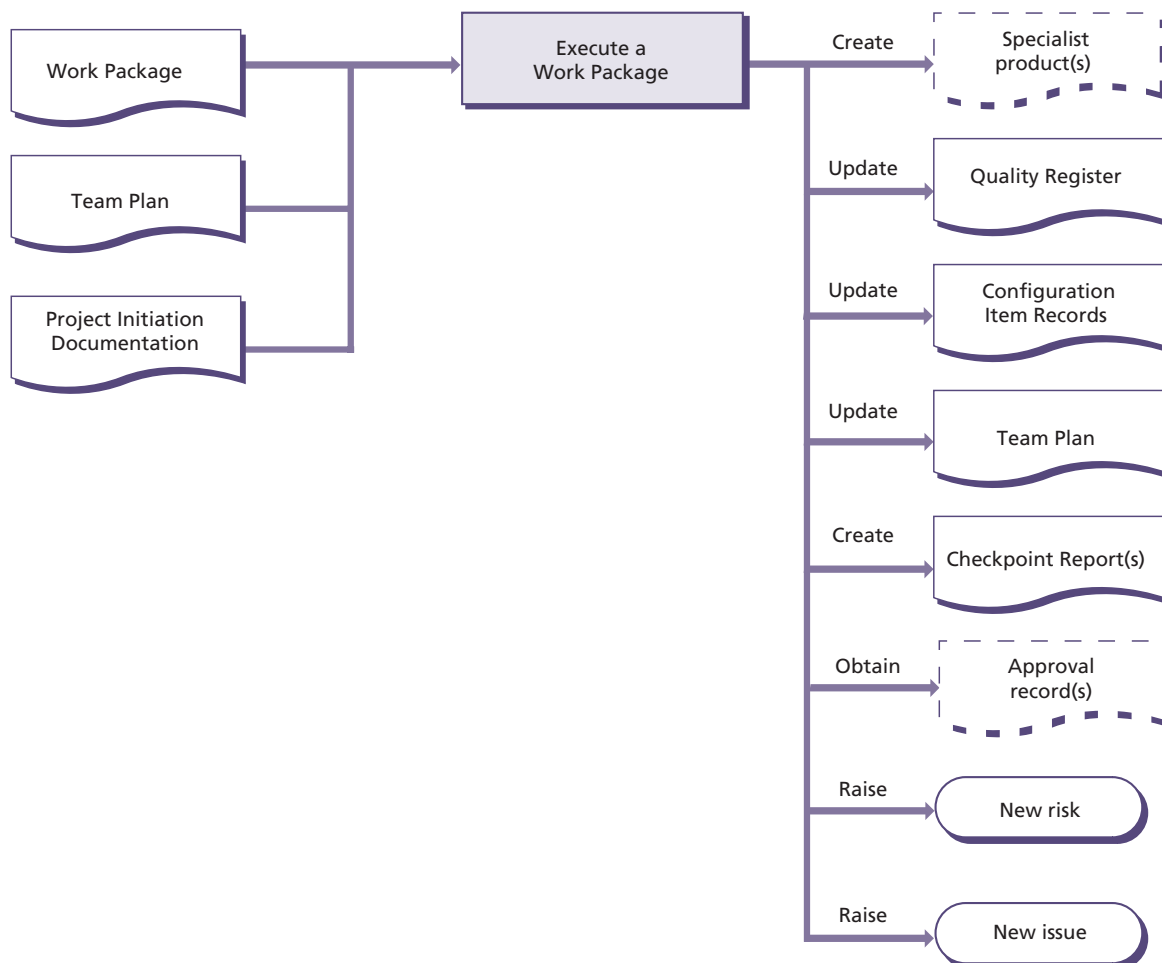 Work Package
Team Plan
Project Initiation
Documentation
Execute a
Work Package
Create
Specialist
product(s)
Update
Quality Register
Update
Configuration
Item Records
Update
Team Plan
Create
Checkpoint Report(s)
Obtain
Approval
record(s)
Raise
New risk
Raise
New issue